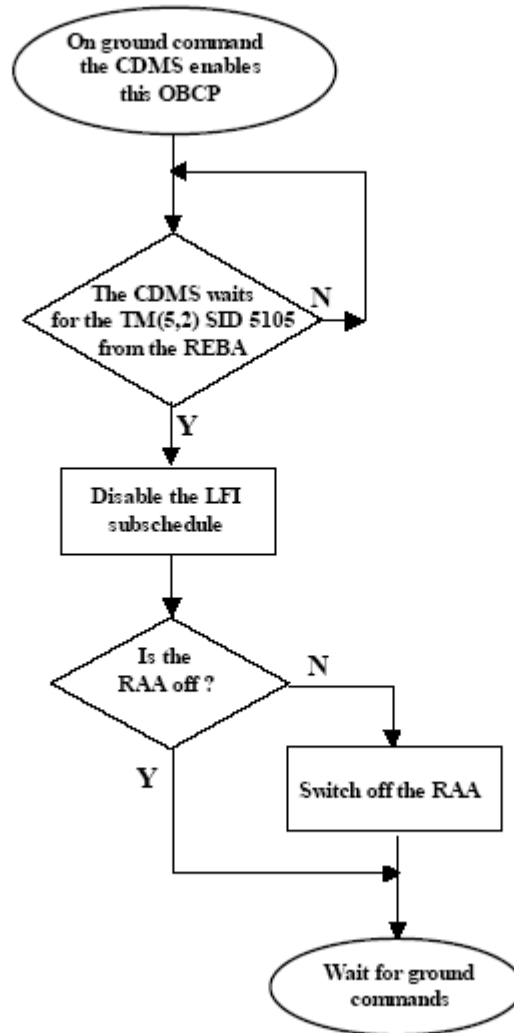 On ground command
the CDMS enables
this OBCP
The CDMS waits
for the TM(5,2) SID 5105
from the REBA
N
Y
Disable the LFI
subschedule
Is the
RAA off ?
N
Y
Switch off the RAA
Wait for ground
commands